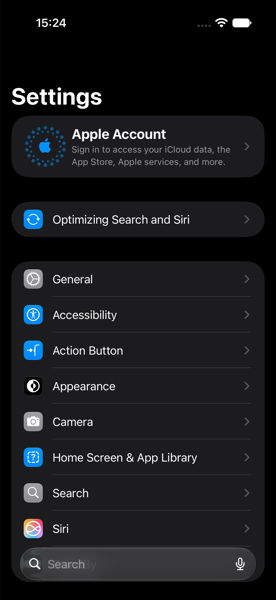 15:24
Settings
Apple Account
Sign in to access your iCloud data, the
App Store, Apple services, and more.
Optimizing Search and Siri
General
Accessibility
Action Button
Appearance
Camera
Home Screen & App Library
Search
Siri
Search